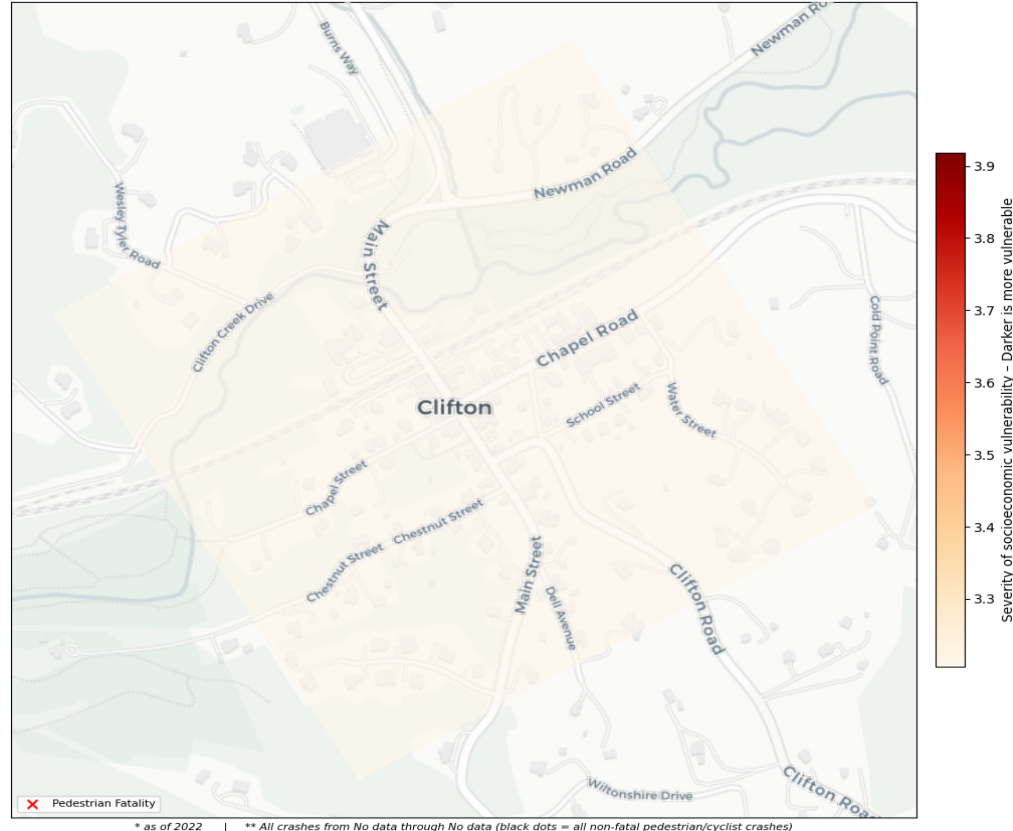 Newman Ro
Burns Way
Newman Road
Wesley Tyler Road
Main Street
Clifton Creek Drive
Chapel Road
Cold Point Road
Clifton
School Street
Water Street
Chapel Street
Chestnut Street
Chestnut Street
Main Street
Dell Avenue
Clifton Road
Wiltonshire Drive
Clifton Road
Pedestrian Fatality
3.9
3.8
3.7
3.6
3.5
3.4
3.3
Severity of socioeconomic vulnerability – Darker is more vulnerable
* as of 2022 | ** All crashes from No data through No data (black dots = all non-fatal pedestrian/cyclist crashes)